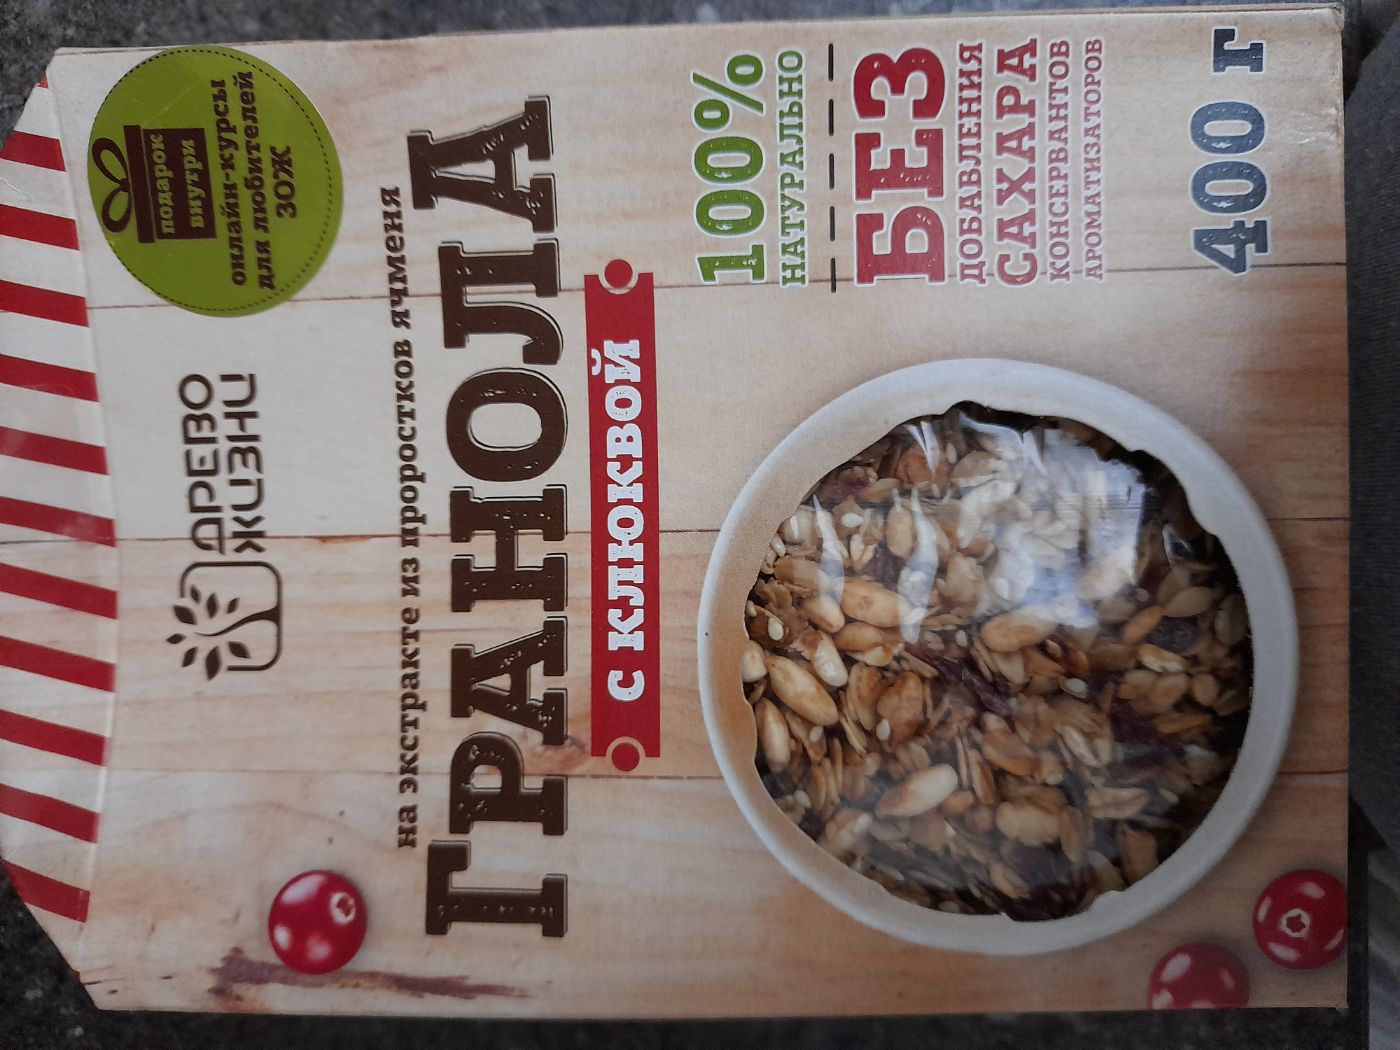 подарок
внутри
онлайн-курсы
для любителей
ЗОЖ
ДРЕВО
ЖИЗНИ
на экстракте из проростков ячменя
ГРАНОЛА
С КЛЮКВОЙ
100%
НАТУРАЛЬНО
БЕЗ
ДОБАВЛЕНИЯ
САХАРА
КОНСЕРВАНТОВ
АРОМАТИЗАТОРОВ
400 г